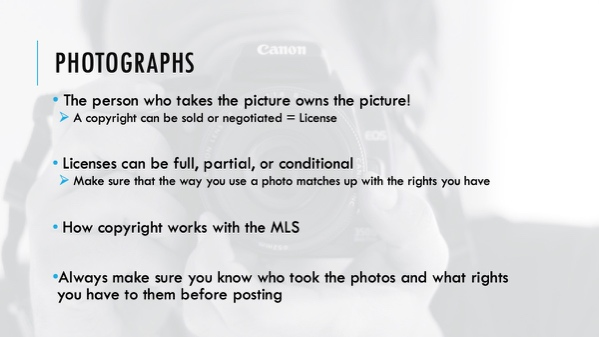 Canon
PHOTOGRAPHS
• The person who takes the picture owns the picture!
➢ A copyright can be sold or negotiated = License
EOS
• Licenses can be full, partial, or conditional
➢ Make sure that the way you use a photo matches up with the rights you have
• How copyright works with the MLS
•Always make sure you know who took the photos and what rights
you have to them before posting